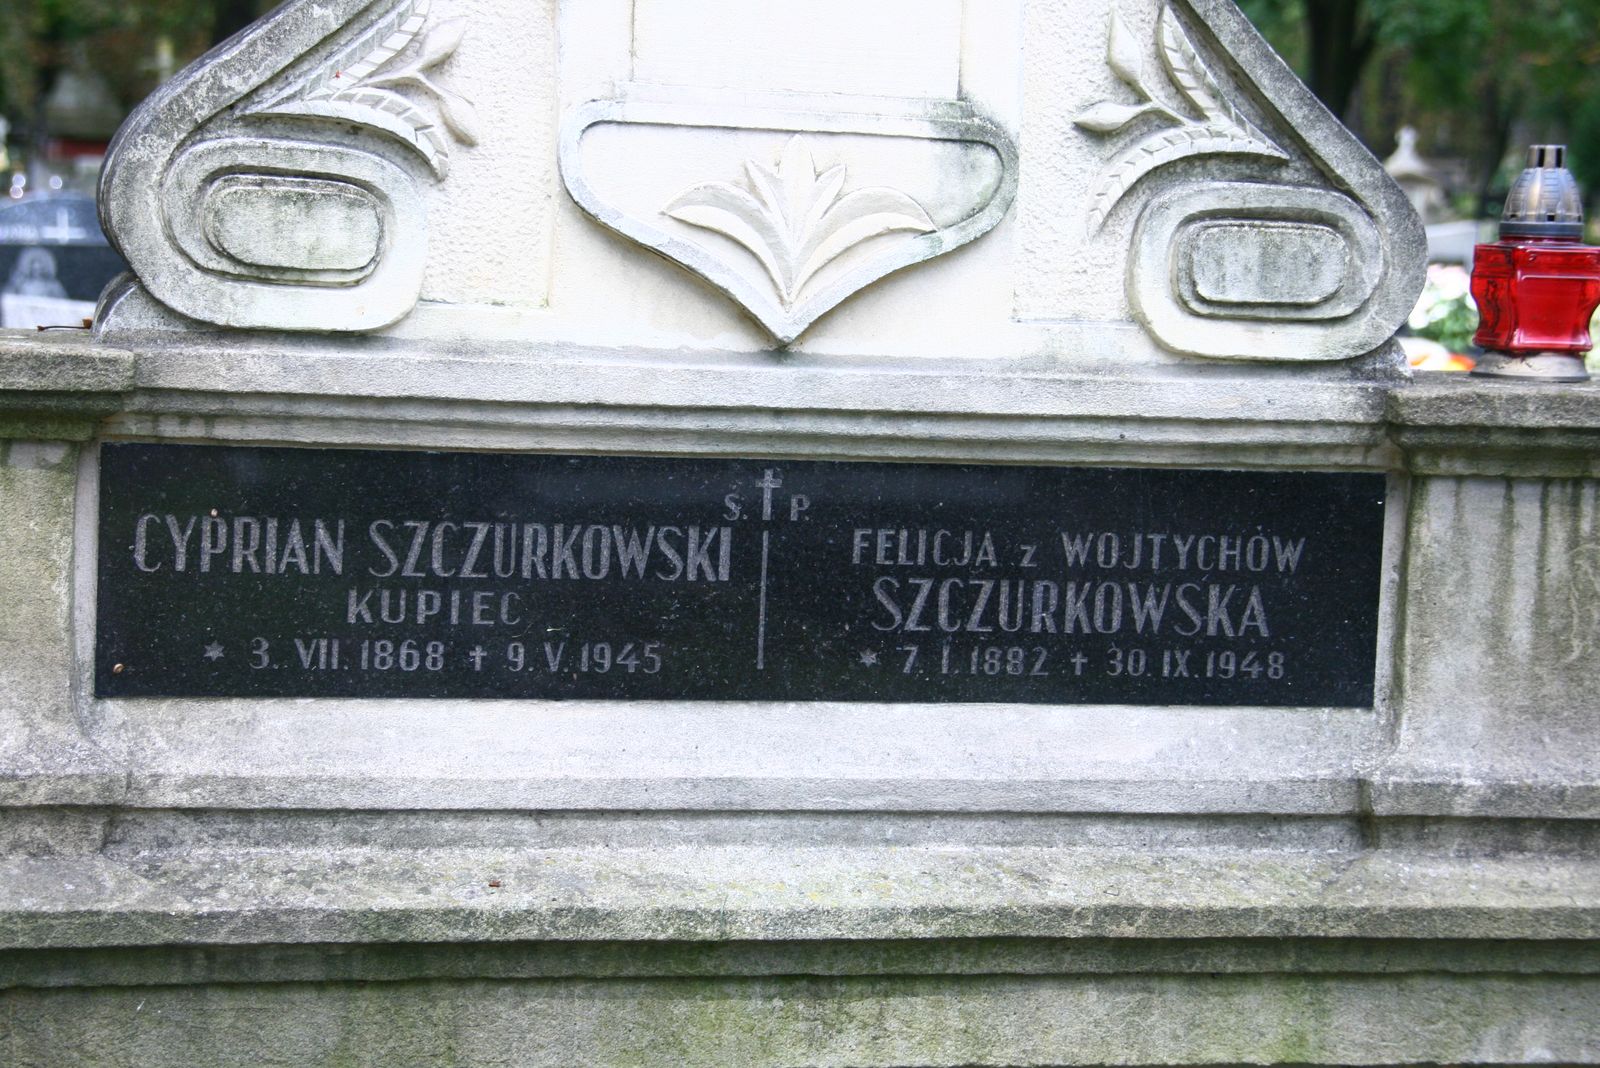 Ś. P.
CYPRIAN SZCZURKOWSKI
KUPIEC
* 3. VII. 1868 ✝ 9. V. 1945
FELICJA z WOJTYCHÓW
SZCZURKOWSKA
* 7. I. 1882 ✝ 30. IX. 1948